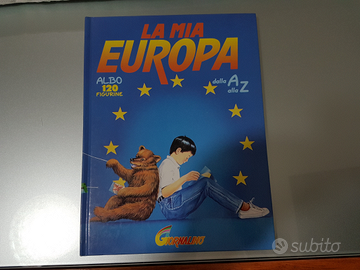 LA MIA
EUROPA
ALBO
120
FIGURINE
dalla A
alla Z
subito